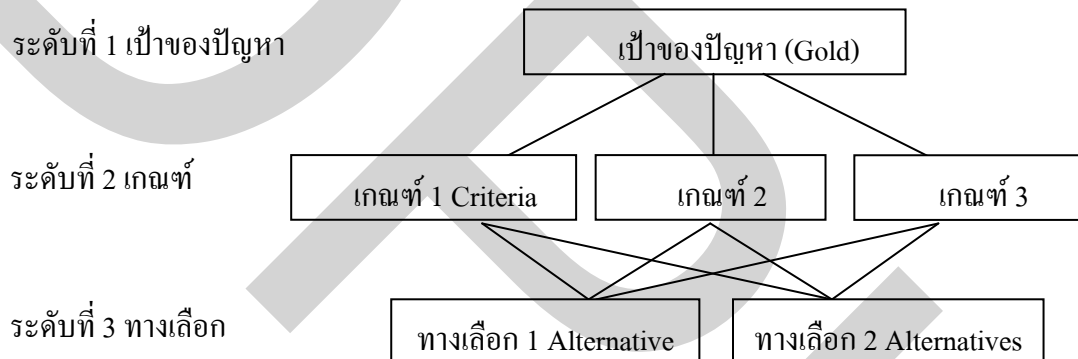 ระดับที่ 1 เป้าของปัญหา
เป้าของปัญหา (Gold)
ระดับที่ 2 เกณฑ์
เกณฑ์ 1 Criteria
เกณฑ์ 2
เกณฑ์ 3
ระดับที่ 3 ทางเลือก
ทางเลือก 1 Alternative
ทางเลือก 2 Alternatives